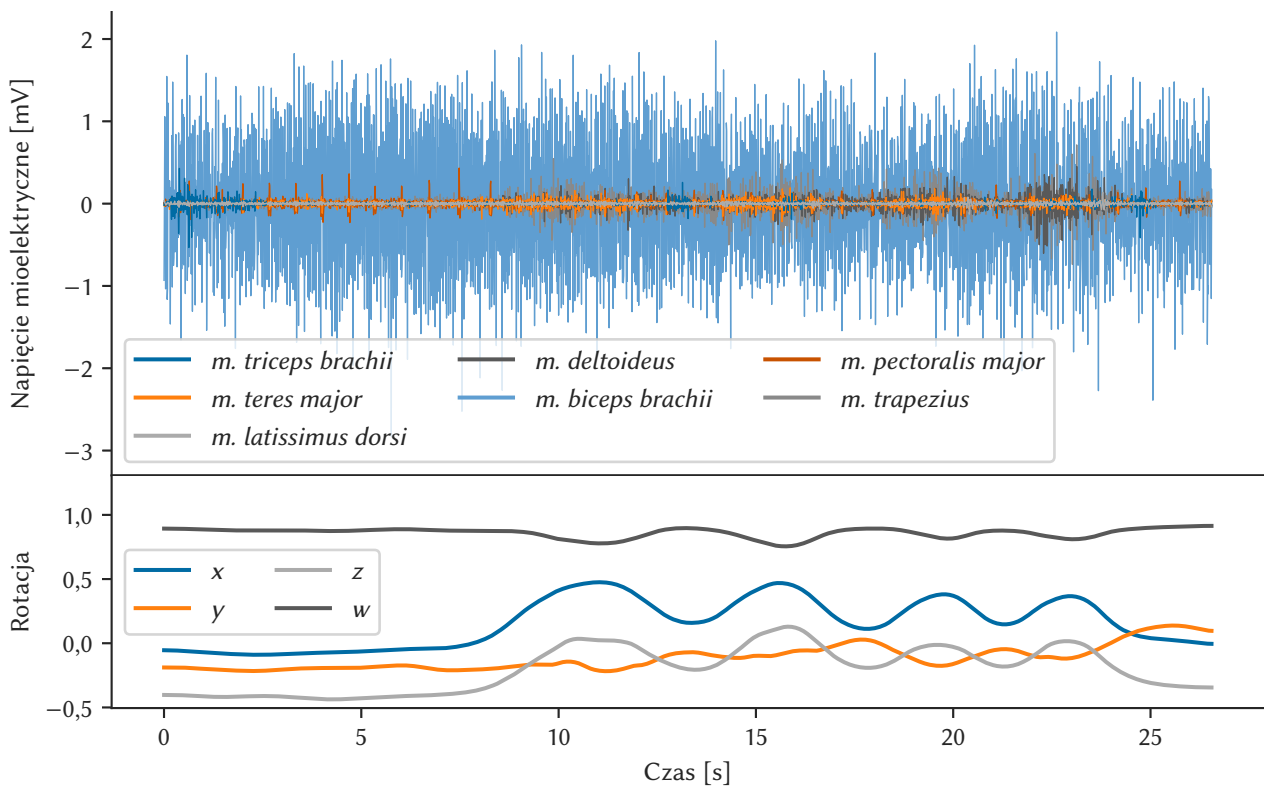 Napięcie mioelektryczne [mV]
2
1
0
−1
−2
−3
m. triceps brachii
m. deltoideus
m. pectoralis major
m. teres major
m. biceps brachii
m. trapezius
m. latissimus dorsi
Rotacja
1,0
0,5
0,0
−0,5
x
z
y
w
0 5 10 15 20 25
Czas [s]